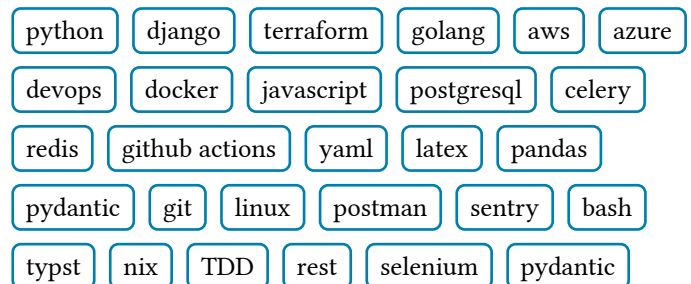 python django terraform golang aws azure
devops docker javascript postgresql celery
redis github actions yaml latex pandas
pydantic git linux postman sentry bash
typst nix TDD rest selenium pydantic